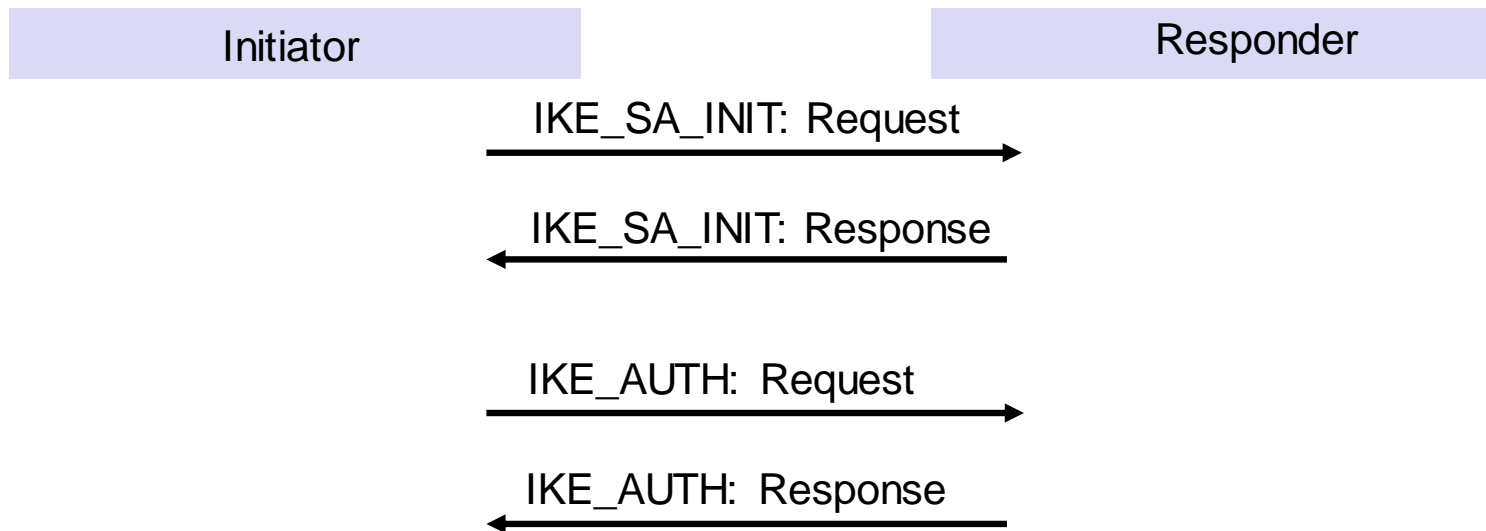 Initiator
Responder
IKE_SA_INIT: Request
IKE_SA_INIT: Response
IKE_AUTH: Request
IKE_AUTH: Response